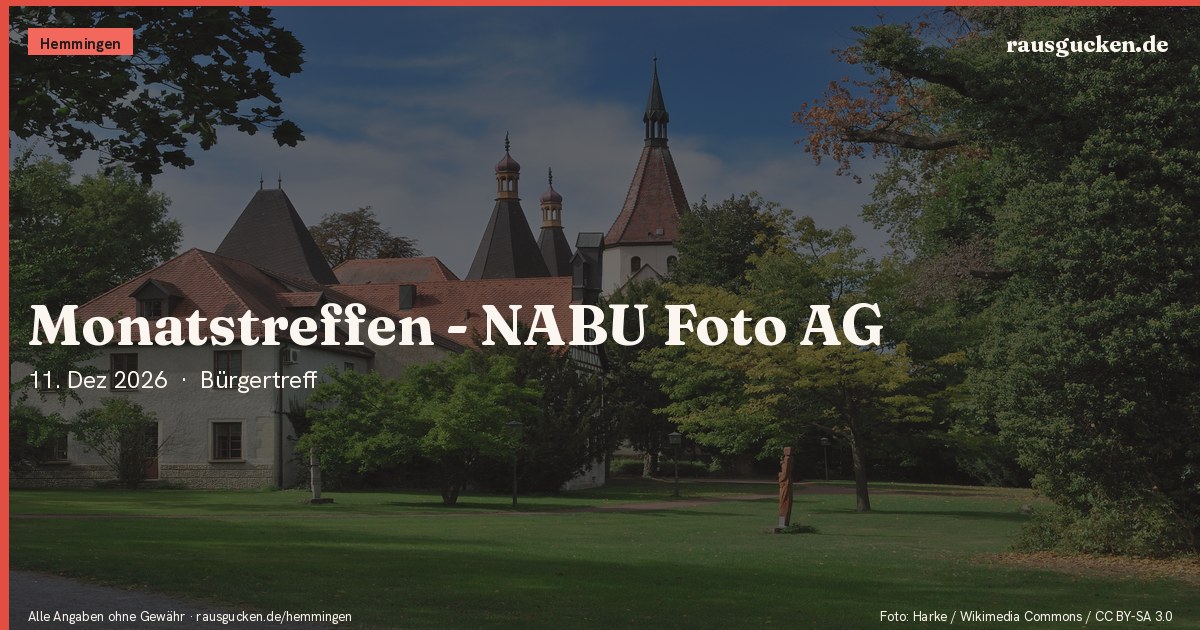 Hemmingen
rausgucken.de
Monatstreffen - NABU Foto AG
11. Dez 2026 · Bürgertreff
Alle Angaben ohne Gewähr · rausgucken.de/hemmingen
Foto: Harke / Wikimedia Commons / CC BY-SA 3.0